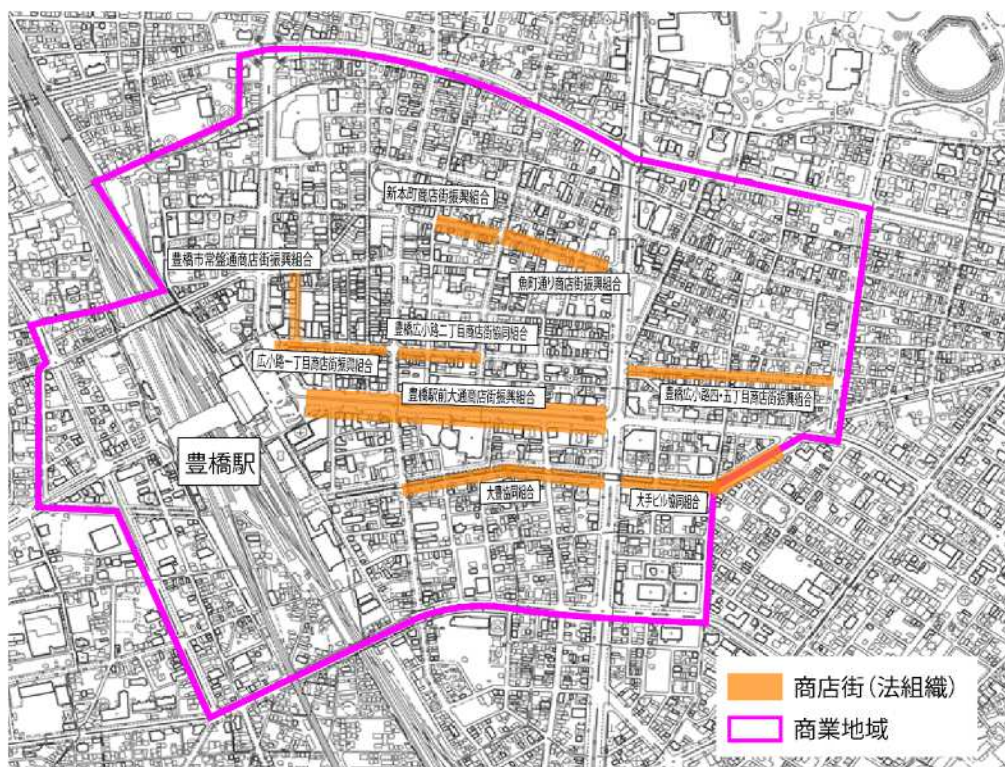 新本町商店街振興組合
豊橋市常盤通商店街振興組合
魚町通り商店街振興組合
豊橋広小路二丁目商店街協同組合
広小路一丁目商店街振興組合
豊橋駅前大通商店街振興組合
豊橋広小路四・五丁目商店街振興組合
豊橋駅
大豊協同組合
大手ビル協同組合
商店街（法組織）
商業地域